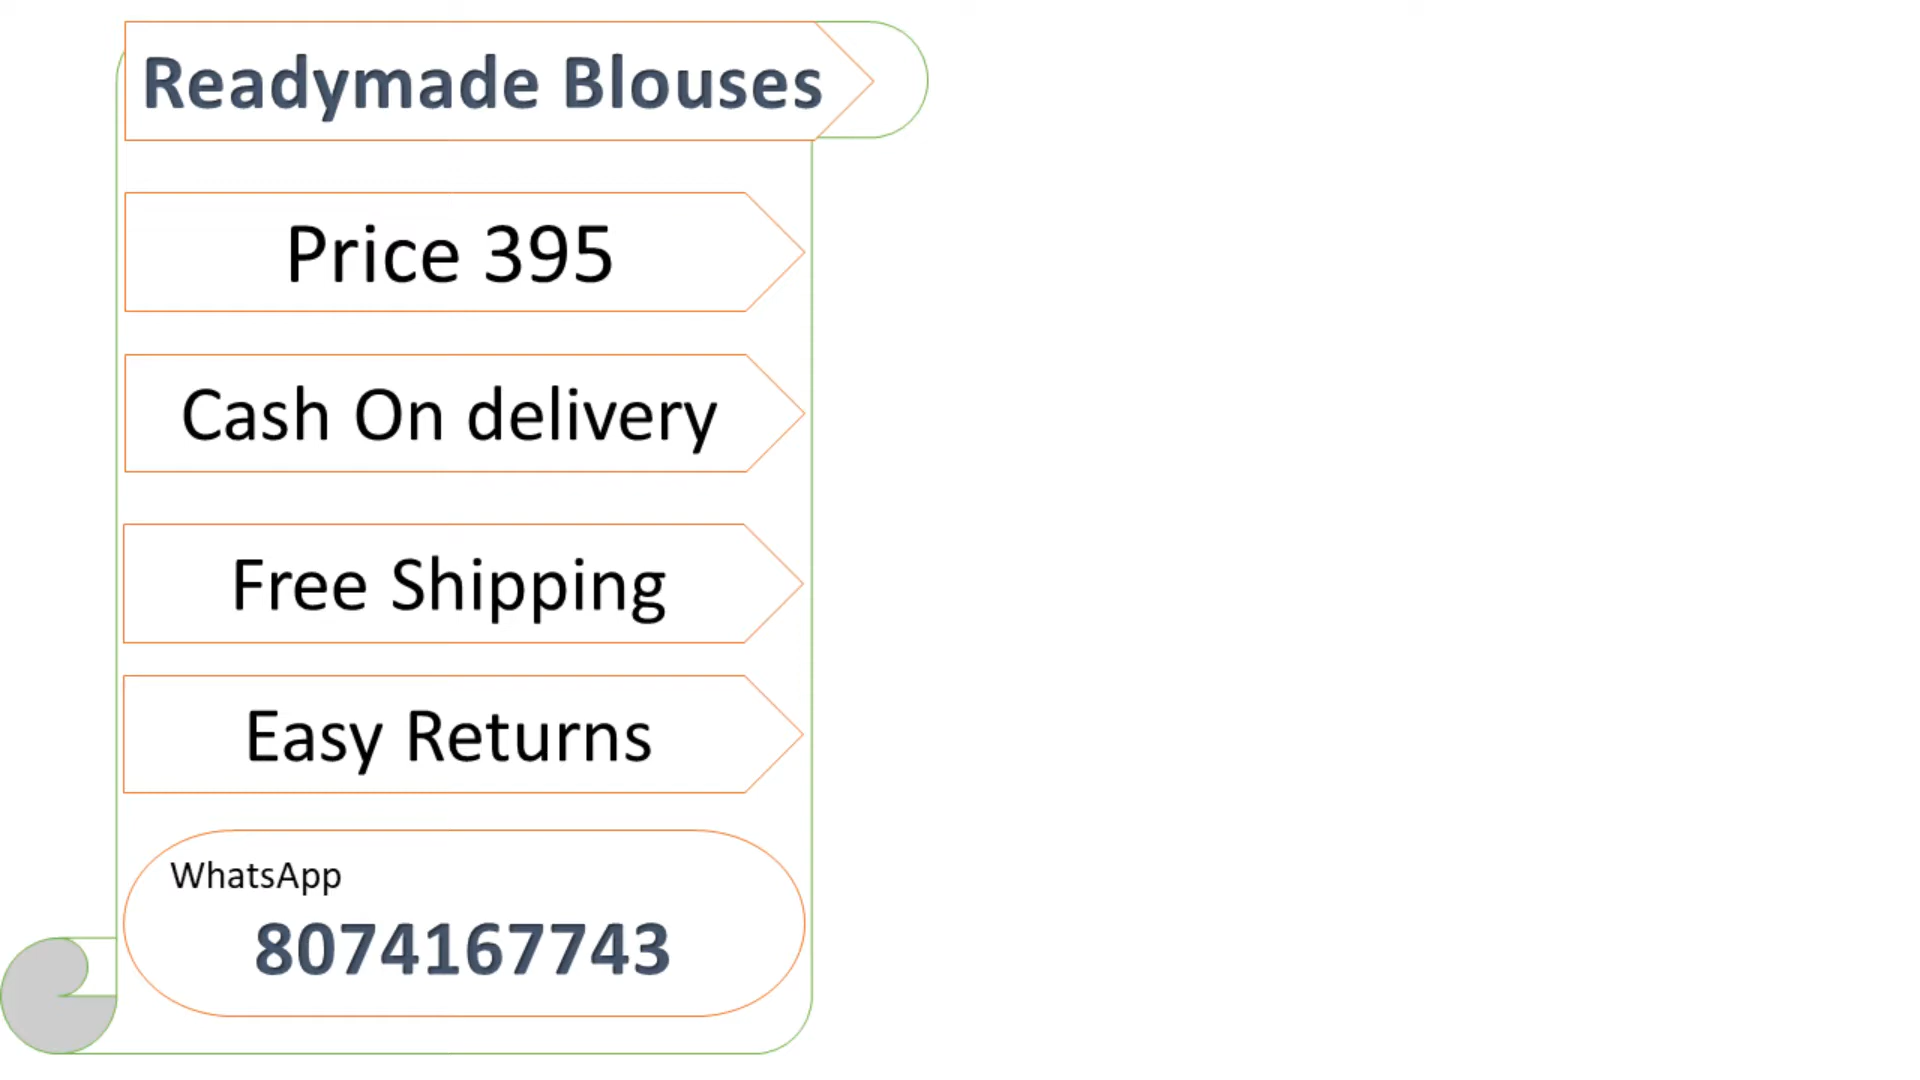 Readymade Blouses
Price 395
Cash On delivery
Free Shipping
Easy Returns
WhatsApp
8074167743